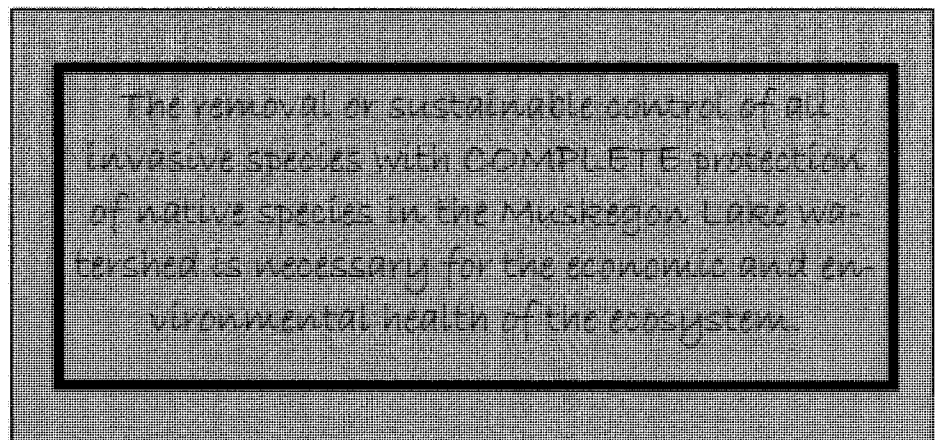 The removal or sustainable control of all
invasive species with COMPLETE protection
of native species in the Muskegon Lake wa-
tershed is necessary for the economic and en-
vironmental health of the ecosystem.